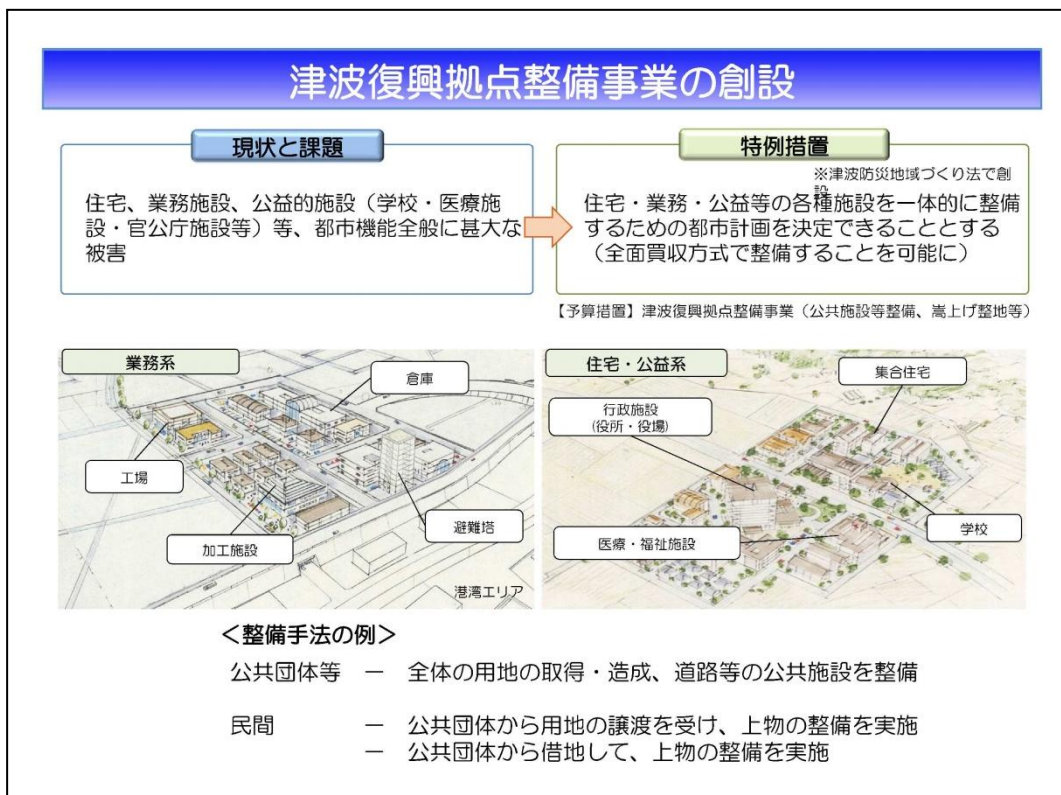 津波復興拠点整備事業の創設
現状と課題
住宅、業務施設、公益的施設（学校・医療施
設・官公庁施設等）等、都市機能全般に甚大な
被害
特例措置
※津波防災地域づくり法で創
設
住宅・業務・公益等の各種施設を一体的に整備
するための都市計画を決定できることとする
（全面買収方式で整備することを可能に）
【予算措置】津波復興拠点整備事業（公共施設等整備、嵩上げ整地等）
業務系
倉庫
工場
加工施設
避難塔
港湾エリア
住宅・公益系
集合住宅
行政施設
(役所・役場)
医療・福祉施設
学校
＜整備手法の例＞
公共団体等 － 全体の用地の取得・造成、道路等の公共施設を整備
民間 － 公共団体から用地の譲渡を受け、上物の整備を実施
－ 公共団体から借地して、上物の整備を実施